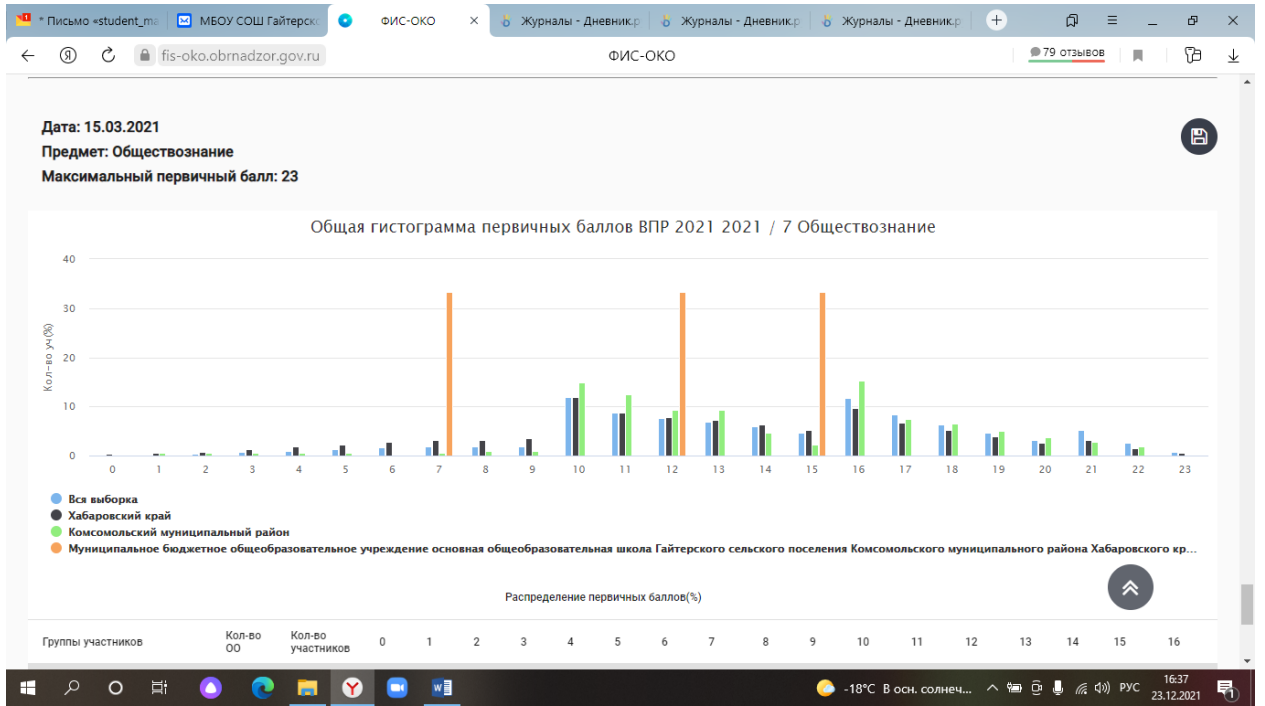 * Письмо «student_ma
МБОУ СОШ Гайтерск
ФИС-ОКО
Журналы - Дневник.р
Журналы - Дневник.р
Журналы - Дневник.р
fis-oko.obrnadzor.gov.ru
ФИС-ОКО
79 отзывов
Дата: 15.03.2021
Предмет: Обществознание
Максимальный первичный балл: 23
Общая гистограмма первичных баллов ВПР 2021 2021 / 7 Обществознание
Кол-во уч(%)
40
30
20
10
0
0 1 2 3 4 5 6 7 8 9 10 11 12 13 14 15 16 17 18 19 20 21 22 23
Вся выборка
Хабаровский край
Комсомольский муниципальный район
Муниципальное бюджетное общеобразовательное учреждение основная общеобразовательная школа Гайтерского сельского поселения Комсомольского муниципального района Хабаровского кр...
Распределение первичных баллов(%)
Группы участников Кол-во ОО Кол-во участников 0 1 2 3 4 5 6 7 8 9 10 11 12 13 14 15 16
-18°C В осн. солнеч...
РУС
16:37
23.12.2021
1